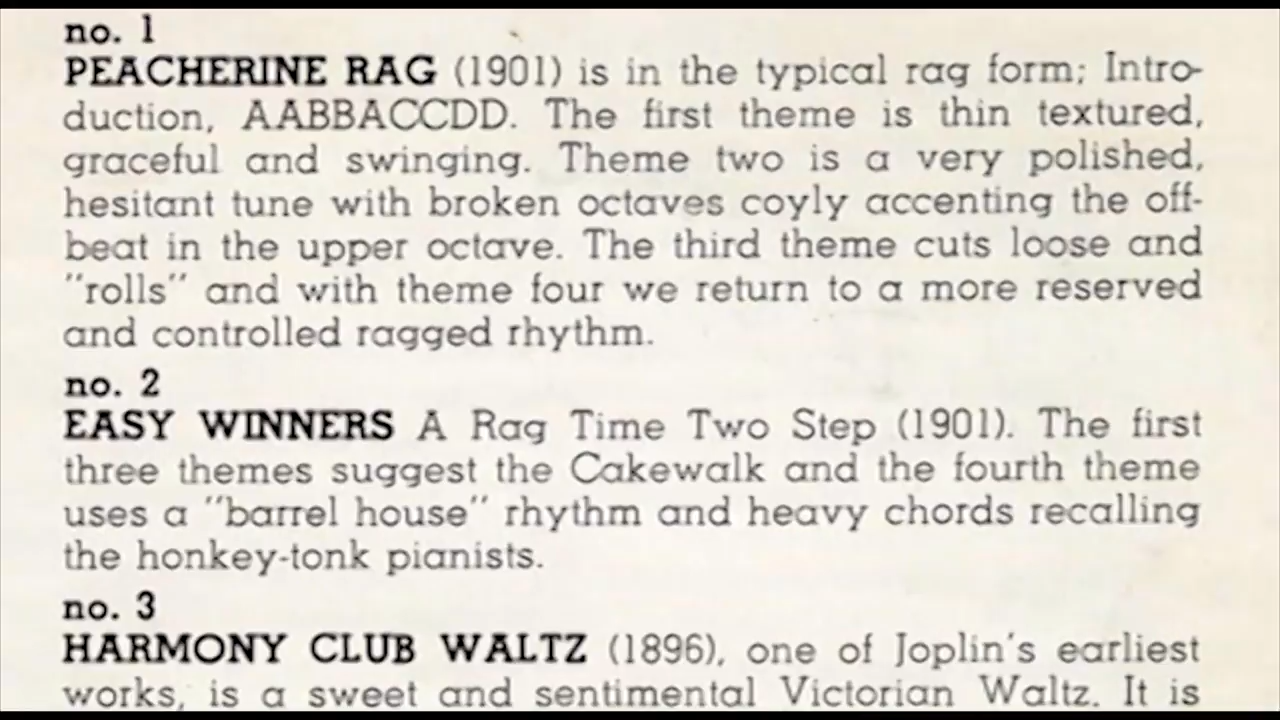 no. 1
PEACHERINE RAG (1901) is in the typical rag form; Intro-
duction, AABBACCDD. The first theme is thin textured,
graceful and swinging. Theme two is a very polished,
hesitant tune with broken octaves coyly accenting the off-
beat in the upper octave. The third theme cuts loose and
"rolls" and with theme four we return to a more reserved
and controlled ragged rhythm.
no. 2
EASY WINNERS A Rag Time Two Step (1901). The first
three themes suggest the Cakewalk and the fourth theme
uses a "barrel house" rhythm and heavy chords recalling
the honkey-tonk pianists.
no. 3
HARMONY CLUB WALTZ (1896), one of Joplin's earliest
works, is a sweet and sentimental Victorian Waltz. It is